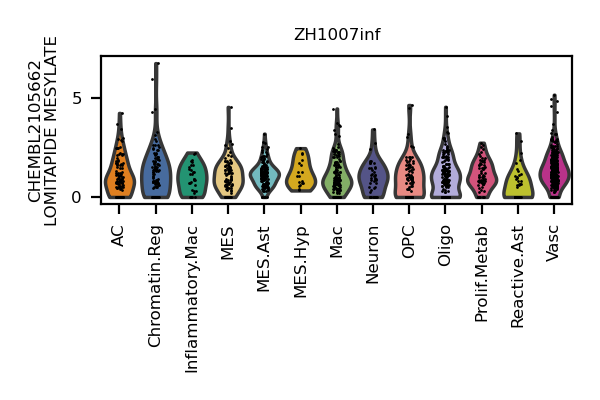 ZH1007inf
CHEMBL2105662
LOMITAPIDE MESYLATE
5
0
AC
Chromatin.Reg
Inflammatory.Mac
MES
MES.Ast
MES.Hyp
Mac
Neuron
OPC
Oligo
Prolif.Metab
Reactive.Ast
Vasc